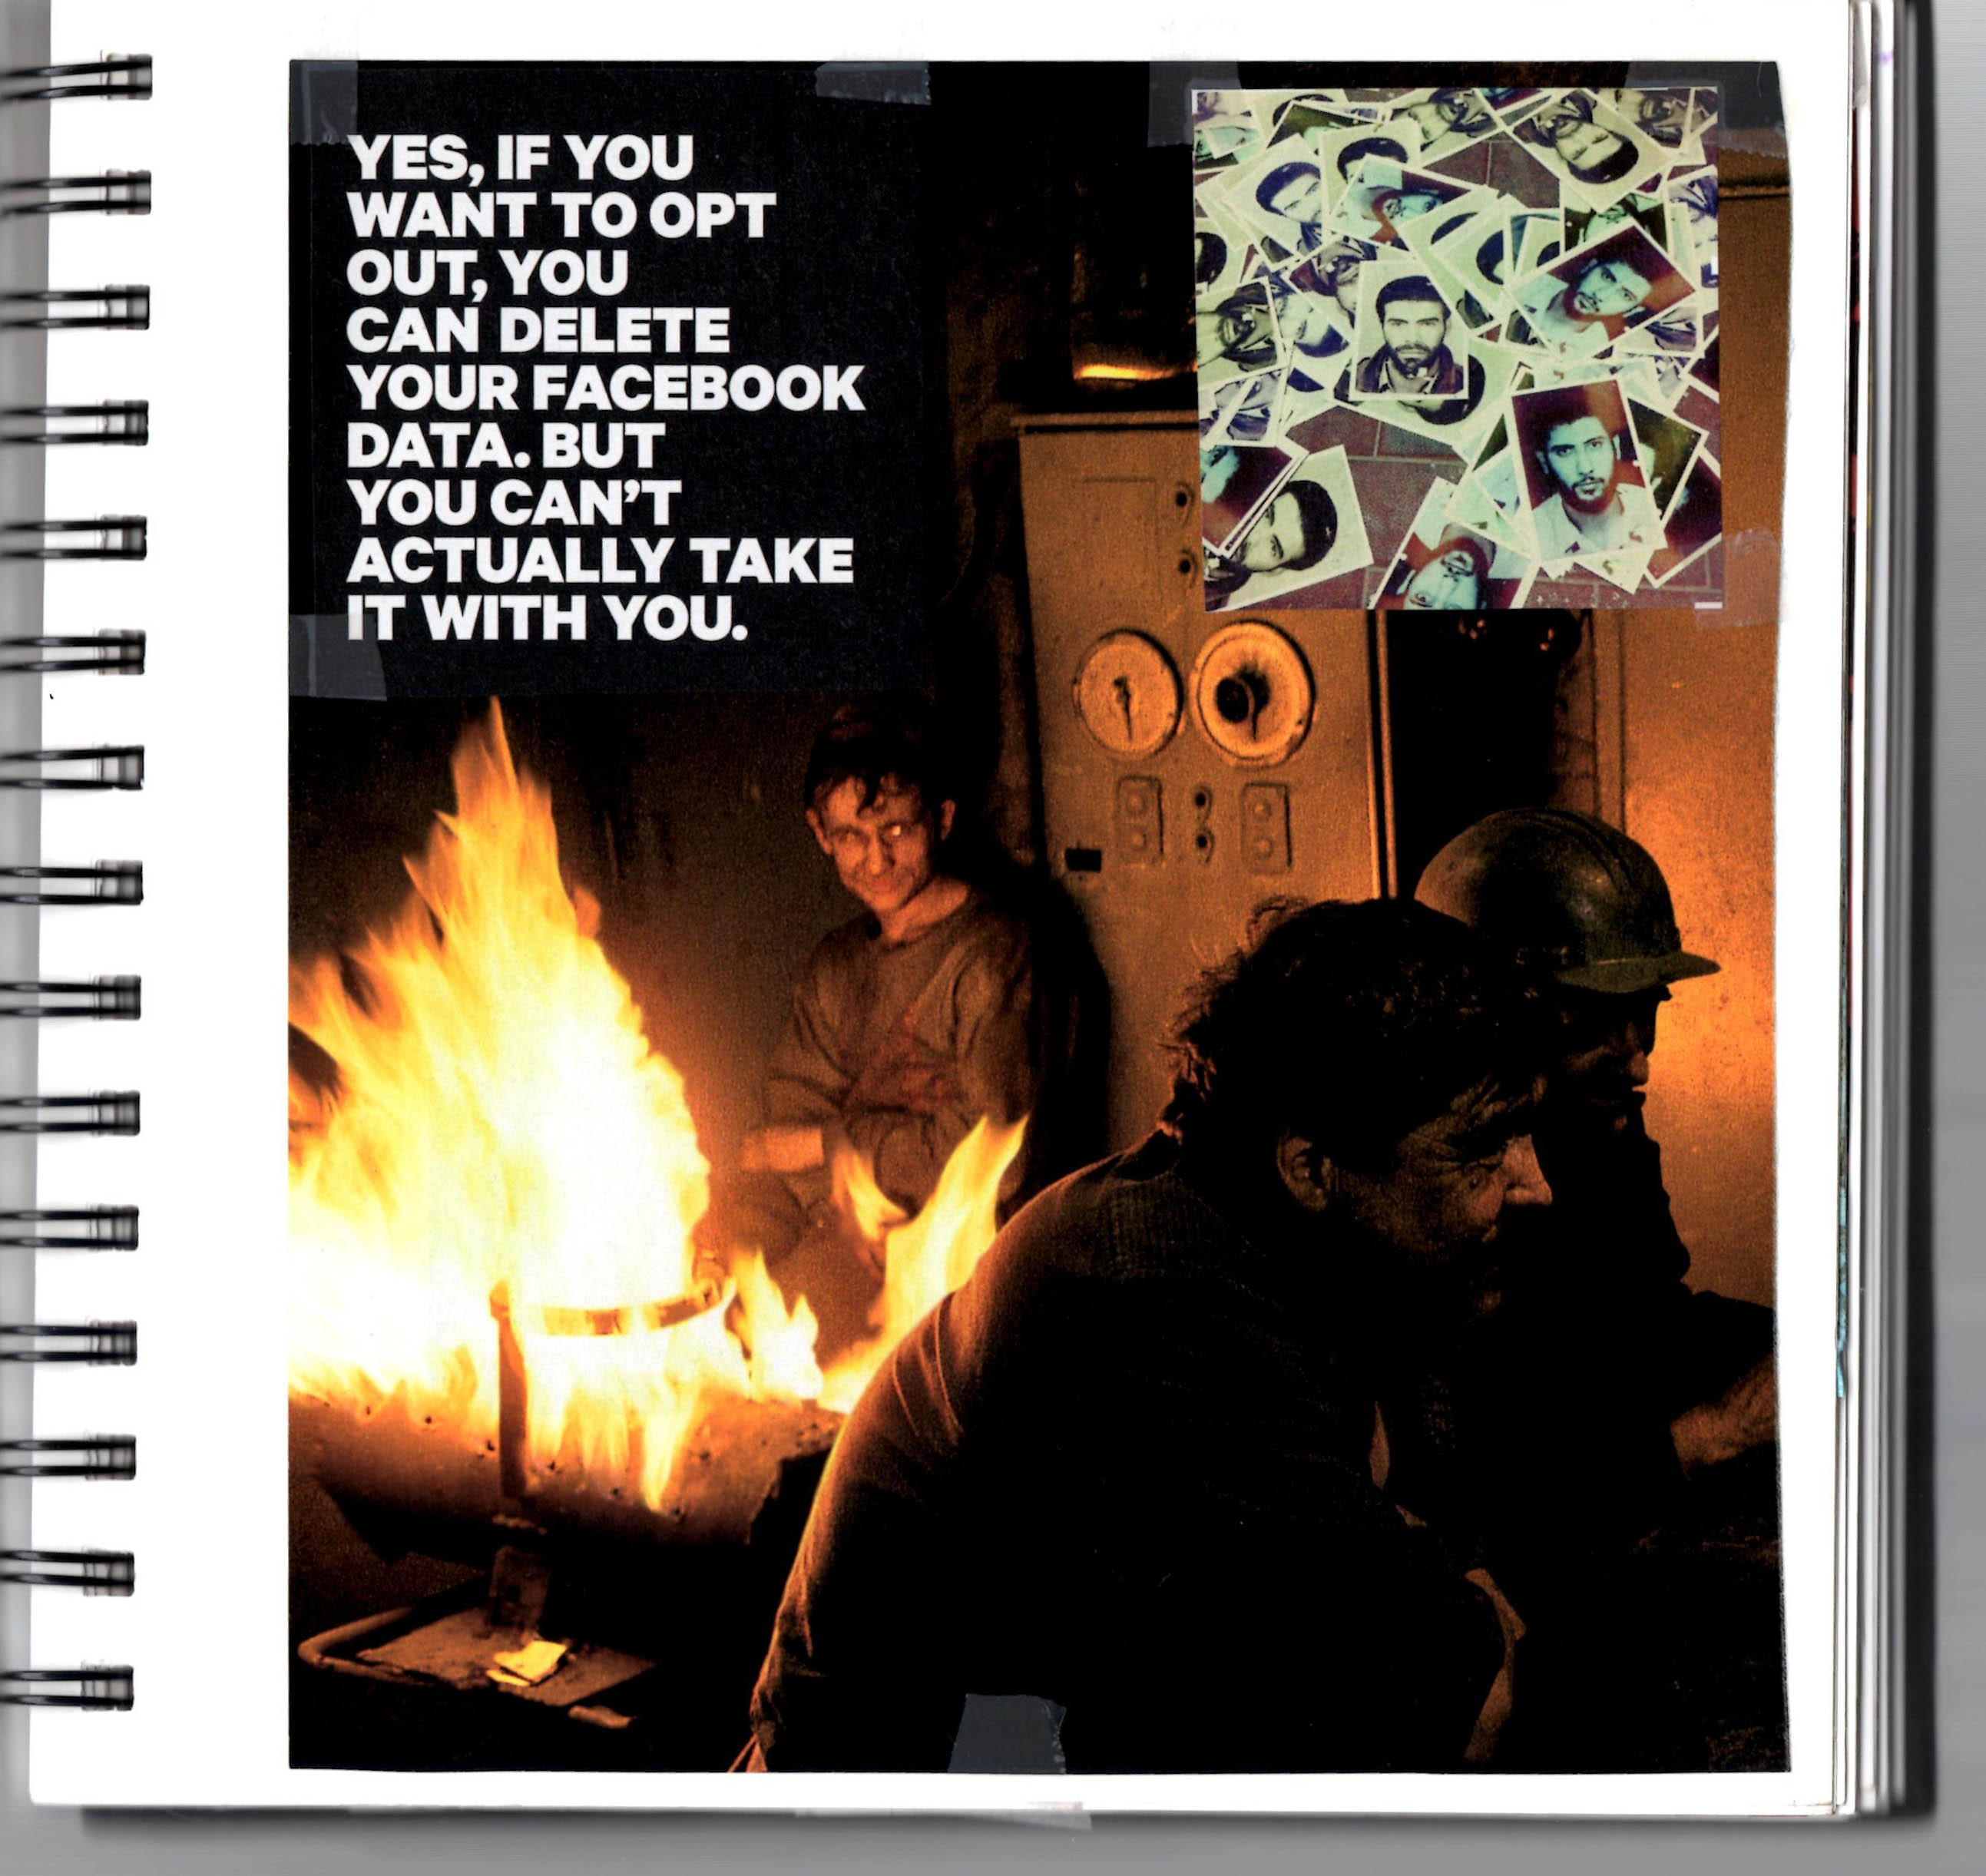 YES, IF YOU
WANT TO OPT
OUT, YOU
CAN DELETE
YOUR FACEBOOK
DATA. BUT
YOU CAN’T
ACTUALLY TAKE
IT WITH YOU.